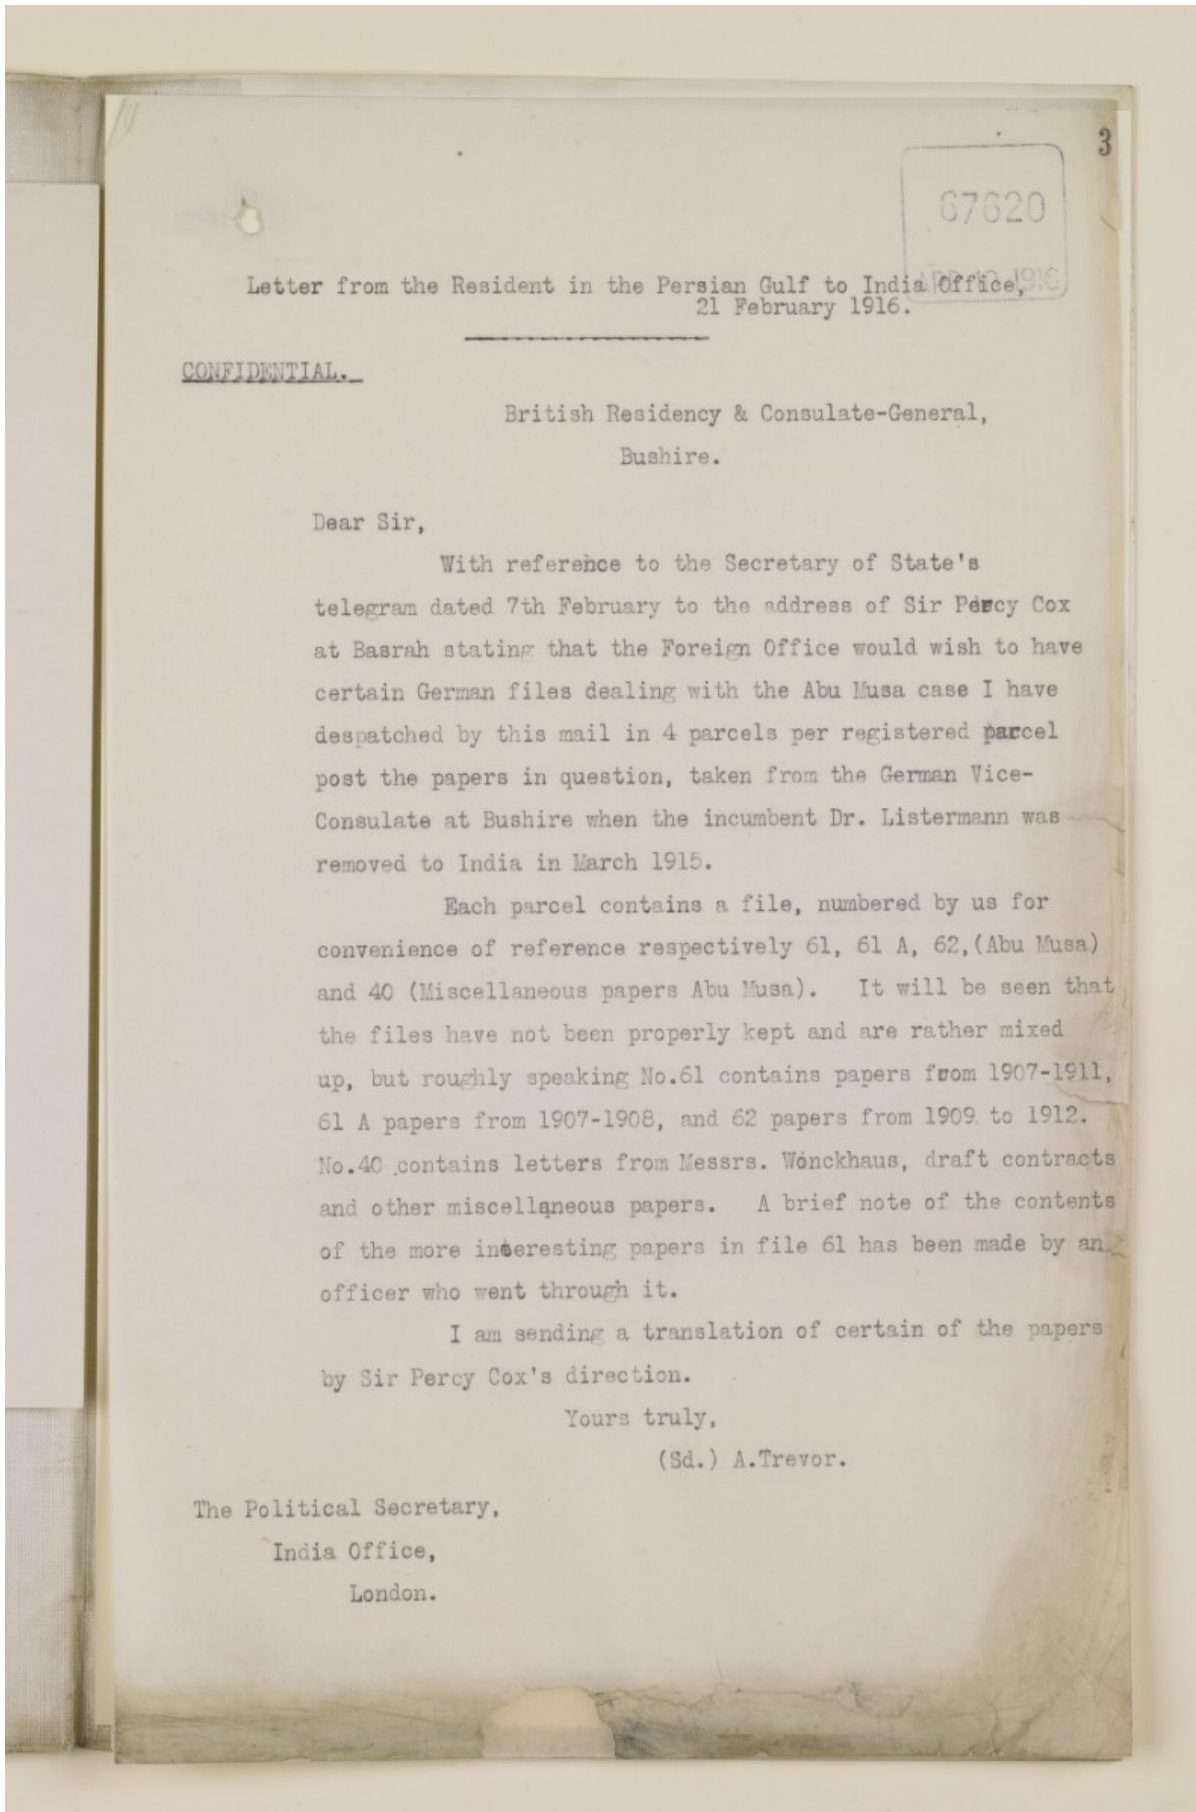 3
67620
APR 10 1916
Letter from the Resident in the Persian Gulf to India Office,
21 February 1916.
CONFIDENTIAL.
British Residency & Consulate-General,
Bushire.
Dear Sir,
With reference to the Secretary of State's
telegram dated 7th February to the address of Sir Percy Cox
at Basrah stating that the Foreign Office would wish to have
certain German files dealing with the Abu Musa case I have
despatched by this mail in 4 parcels per registered parcel
post the papers in question, taken from the German Vice-
Consulate at Bushire when the incumbent Dr. Listermann was
removed to India in March 1915.
Each parcel contains a file, numbered by us for
convenience of reference respectively 61, 61 A, 62,(Abu Musa)
and 40 (Miscellaneous papers Abu Musa). It will be seen that
the files have not been properly kept and are rather mixed
up, but roughly speaking No.61 contains papers from 1907-1911,
61 A papers from 1907-1908, and 62 papers from 1909 to 1912.
No.40 contains letters from Messrs. Wönckhaus, draft contracts
and other miscellaneous papers. A brief note of the contents
of the more interesting papers in file 61 has been made by an
officer who went through it.
I am sending a translation of certain of the papers
by Sir Percy Cox's direction.
Yours truly,
(Sd.) A.Trevor.
The Political Secretary,
India Office,
London.